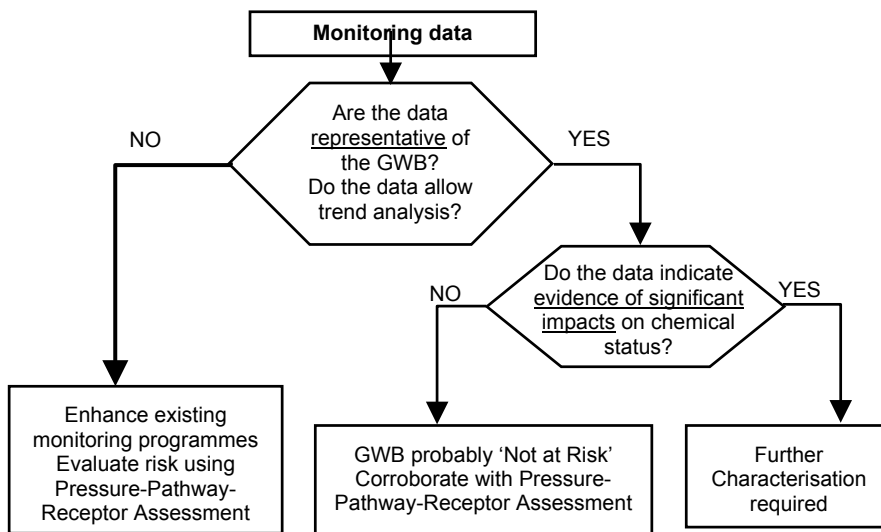 Monitoring data
Are the data
representative of
the GWB?
Do the data allow
trend analysis?
NO
YES
Do the data indicate
evidence of significant
impacts on chemical
status?
NO
YES
Enhance existing
monitoring programmes
Evaluate risk using
Pressure-Pathway-
Receptor Assessment
GWB probably ‘Not at Risk’
Corroborate with Pressure-
Pathway-Receptor Assessment
Further
Characterisation
required